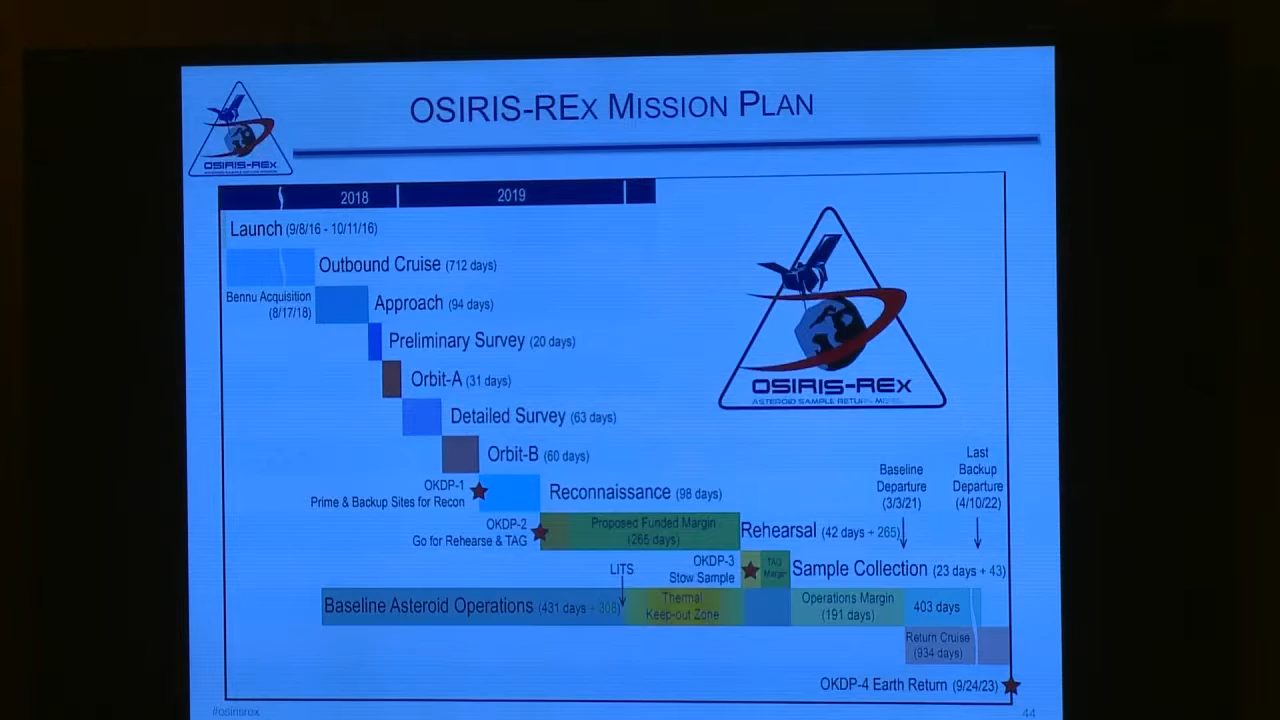 OSIRIS-REx MISSION PLAN
OSIRIS-REx
2018 2019
Launch (9/8/16 - 10/11/16)
Outbound Cruise (712 days)
Bennu Acquisition
(8/17/18)
Approach (94 days)
Preliminary Survey (20 days)
Orbit-A (31 days)
OSIRIS-REx
ASTEROID SAMPLE RETURN
Detailed Survey (63 days)
Orbit-B (60 days)
OKDP-1
Prime & Backup Sites for Recon
Reconnaissance (98 days)
Baseline
Departure
(3/3/21)
Last
Backup
Departure
(4/10/22)
OKDP-2
Go for Rehearse & TAG
Proposed Funded Margin
(265 days)
Rehearsal (42 days + 265)
LITS
OKDP-3
Stow Sample
TAG
Margin
Sample Collection (23 days + 43)
Baseline Asteroid Operations (431 days + 308)
Thermal
Keep-out Zone
Operations Margin
(191 days)
403 days
Return Cruise
(934 days)
OKDP-4 Earth Return (9/24/23)
#osirisrex
44